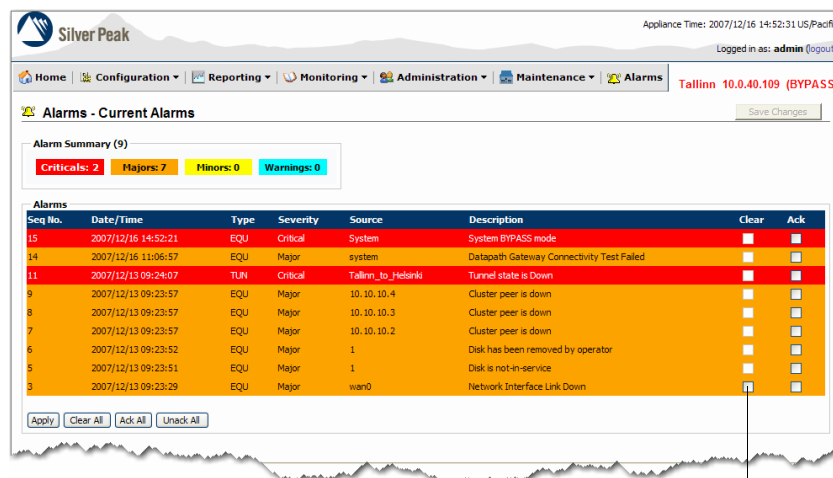 Silver Peak
Appliance Time: 2007/12/16 14:52:31 US/Pacifi
Logged in as: admin (logout
Home Configuration Reporting Monitoring Administration Maintenance Alarms
Tallinn 10.0.40.109 (BYPASS
Alarms - Current Alarms
Save Changes
Alarm Summary (9)
Criticals: 2 Majors: 7 Minors: 0 Warnings: 0
Alarms
Seq No. Date/Time Type Severity Source Description Clear Ack
15 2007/12/16 14:52:21 EQU Critical System System BYPASS mode
14 2007/12/16 11:06:57 EQU Major system Datapath Gateway Connectivity Test Failed
11 2007/12/13 09:24:07 TUN Critical Tallinn_to_Helsinki Tunnel state is Down
9 2007/12/13 09:23:57 EQU Major 10.10.10.4 Cluster peer is down
8 2007/12/13 09:23:57 EQU Major 10.10.10.3 Cluster peer is down
7 2007/12/13 09:23:57 EQU Major 10.10.10.2 Cluster peer is down
6 2007/12/13 09:23:52 EQU Major 1 Disk has been removed by operator
5 2007/12/13 09:23:51 EQU Major 1 Disk is not-in-service
3 2007/12/13 09:23:29 EQU Major wan0 Network Interface Link Down
Apply Clear All Ack All Unack All